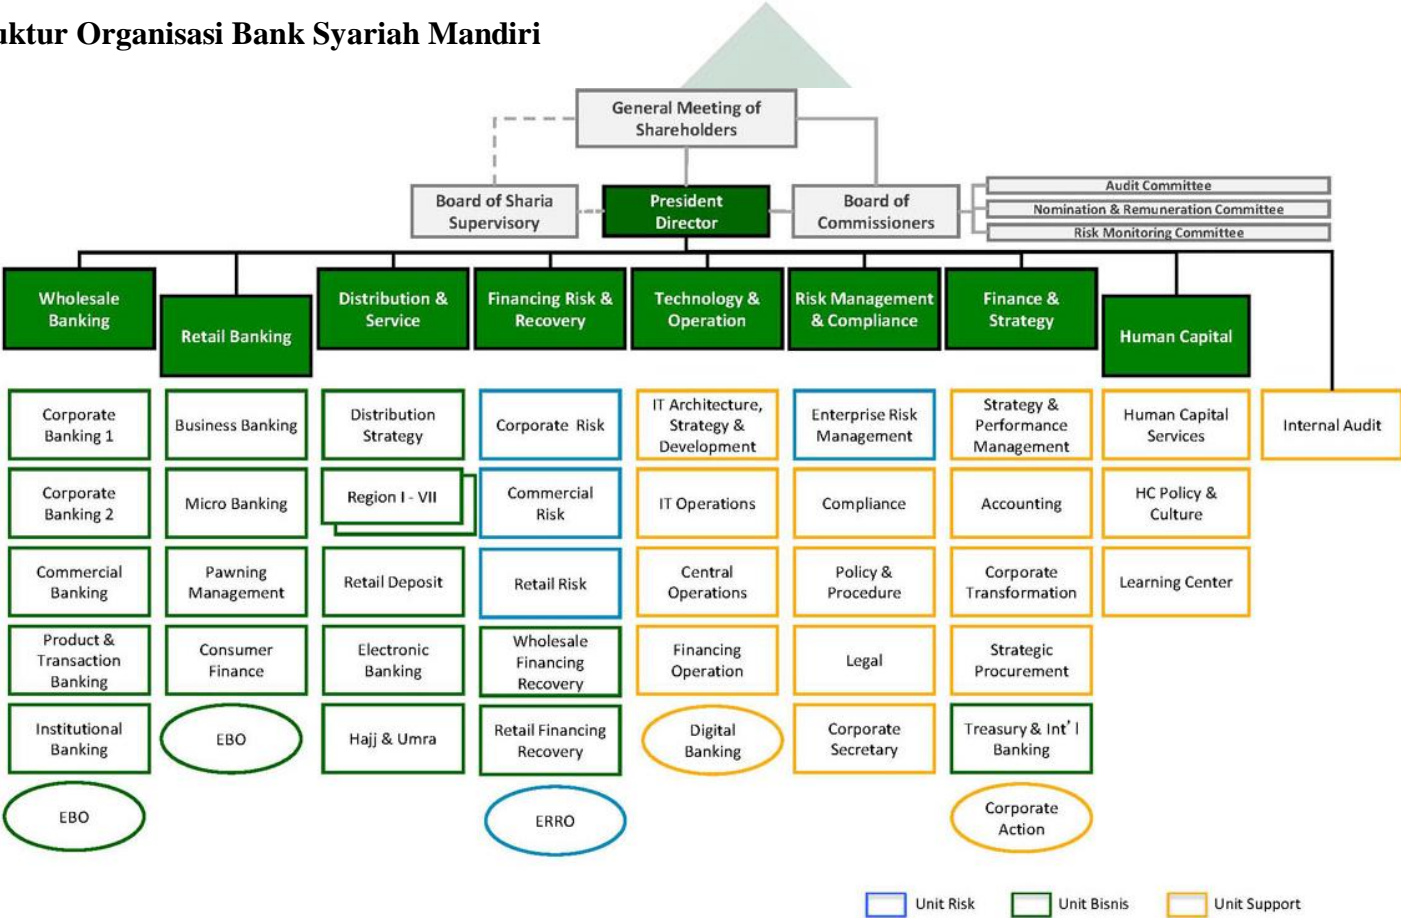 uktur Organisasi Bank Syariah Mandiri
General Meeting of
Shareholders
Board of Sharia
Supervisory
President
Director
Board of
Commissioners
Audit Committee
Nomination & Remuneration Committee
Risk Monitoring Committee
Wholesale
Banking
Retail Banking
Distribution &
Service
Financing Risk &
Recovery
Technology &
Operation
Risk Management
& Compliance
Finance &
Strategy
Human Capital
Corporate
Banking 1
Business Banking
Distribution
Strategy
Corporate Risk
IT Architecture,
Strategy &
Development
Enterprise Risk
Management
Strategy &
Performance
Management
Human Capital
Services
Internal Audit
Corporate
Banking 2
Micro Banking
Region I - VII
Commercial
Risk
IT Operations
Compliance
Accounting
HC Policy &
Culture
Commercial
Banking
Pawning
Management
Retail Deposit
Retail Risk
Central
Operations
Policy &
Procedure
Corporate
Transformation
Learning Center
Product &
Transaction
Banking
Consumer
Finance
Electronic
Banking
Wholesale
Financing
Recovery
Financing
Operation
Legal
Strategic
Procurement
Institutional
Banking
EBO
Hajj & Umra
Retail Financing
Recovery
Digital
Banking
Corporate
Secretary
Treasury & Int' l
Banking
EBO
ERRO
Corporate
Action
Unit Risk
Unit Bisnis
Unit Support